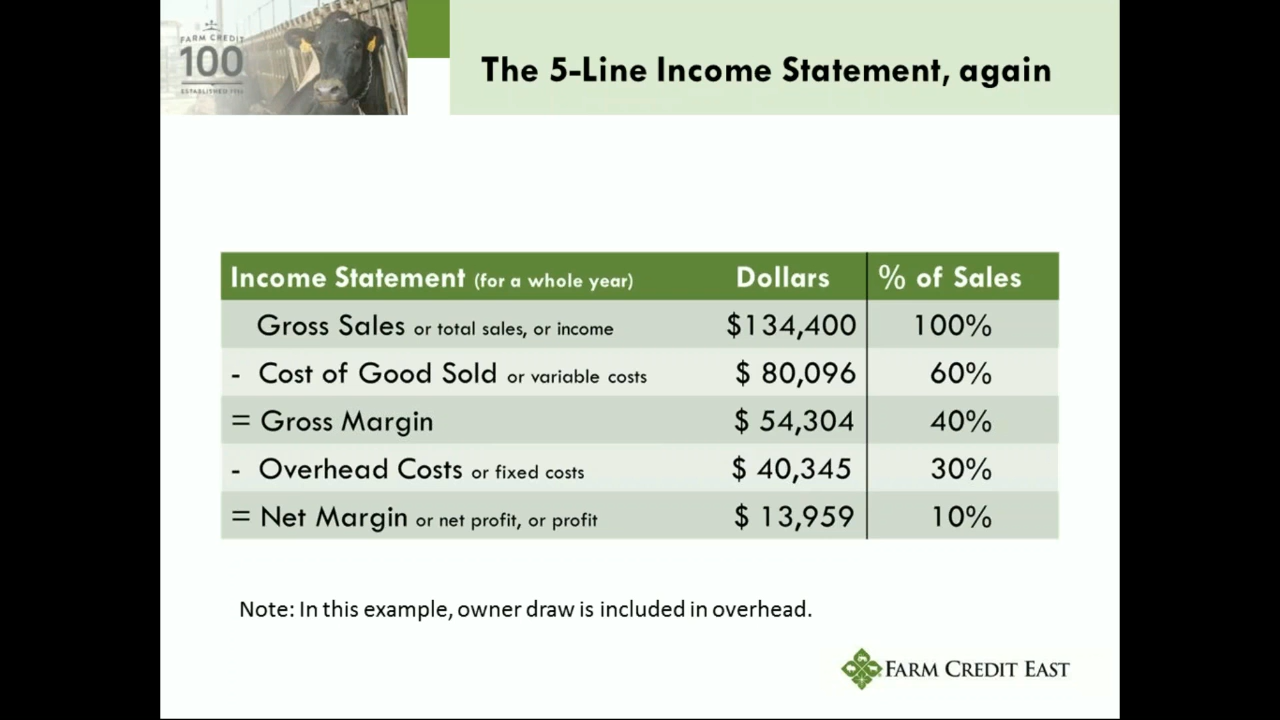 FARM CREDIT
100
ESTABLISHED 1916
The 5-Line Income Statement, again
Income Statement (for a whole year) Dollars % of Sales
Gross Sales or total sales, or income $134,400 100%
- Cost of Good Sold or variable costs $ 80,096 60%
= Gross Margin $ 54,304 40%
- Overhead Costs or fixed costs $ 40,345 30%
= Net Margin or net profit, or profit $ 13,959 10%
Note: In this example, owner draw is included in overhead.
FARM CREDIT EAST